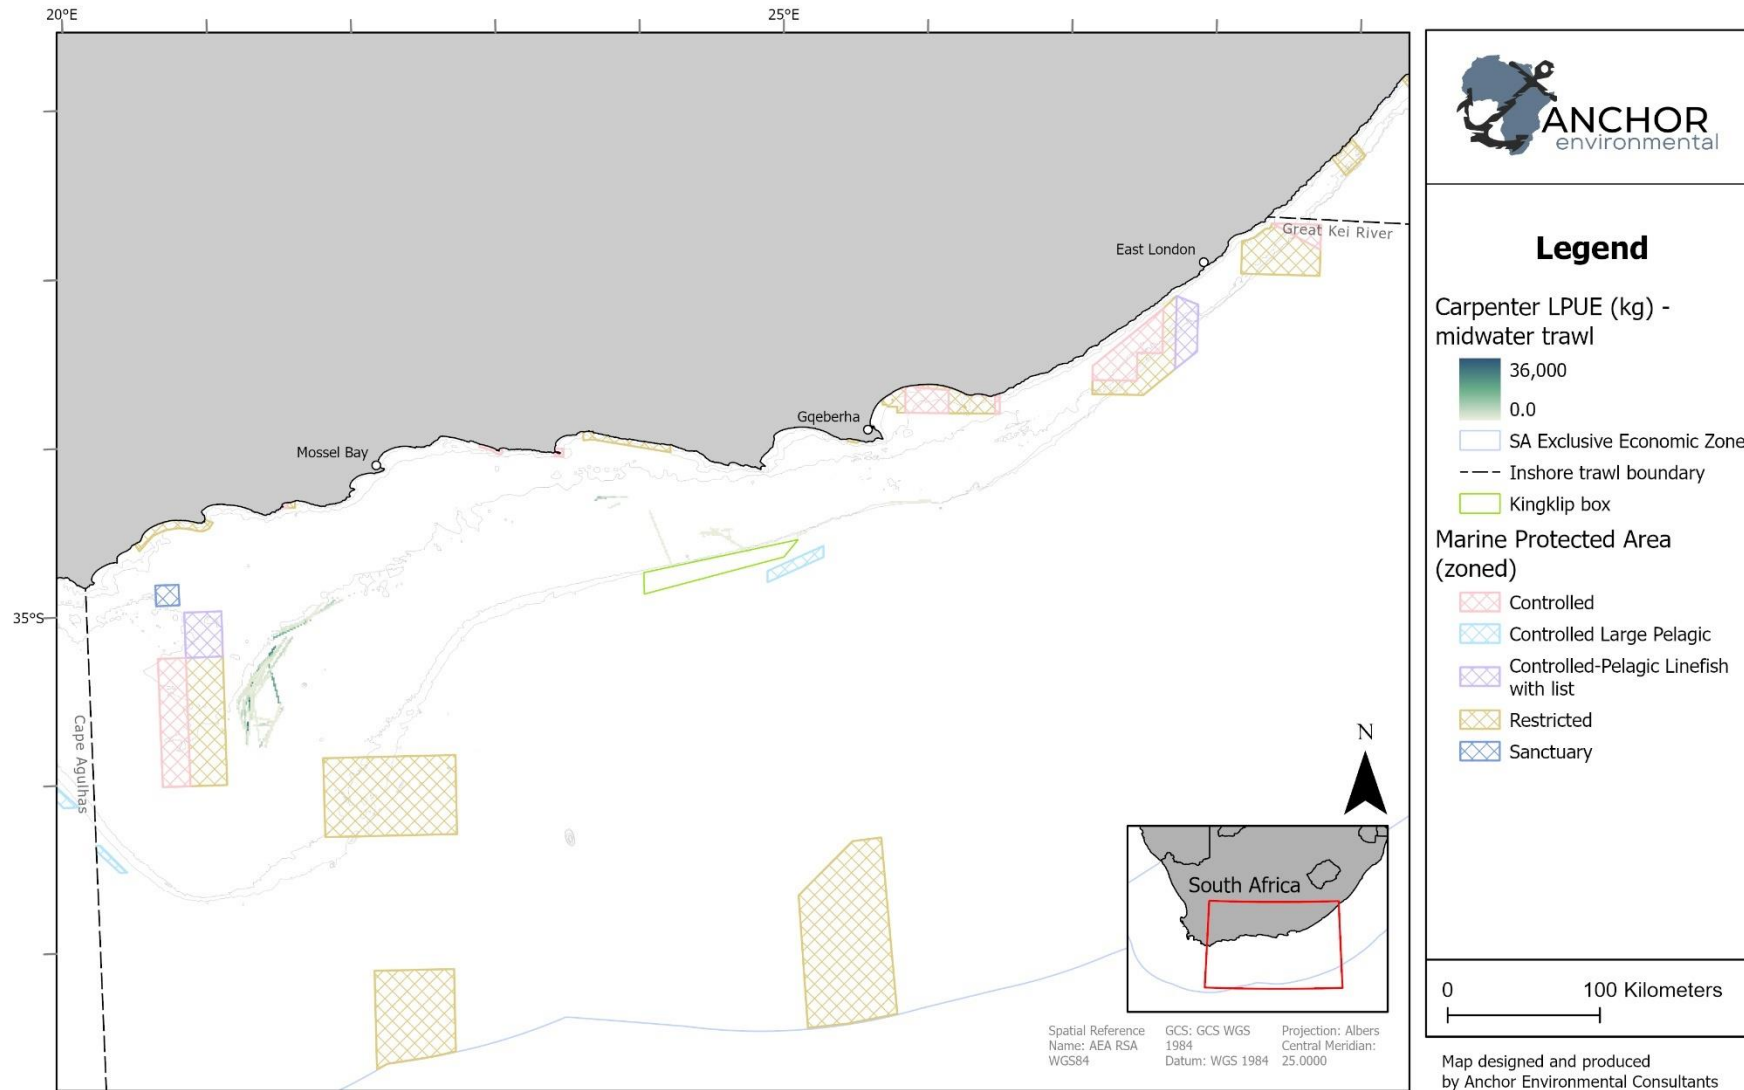 20°E
25°E
35°S
East London
Great Kei River
Gqeberha
Mossel Bay
Cape Agulhas
N
South Africa
Spatial Reference
Name: AEA RSA
WGS84
GCS: GCS WGS
1984
Datum: WGS 1984
Projection: Albers
Central Meridian:
25.0000
ANCHOR
environmental
Legend
Carpenter LPUE (kg) -
midwater trawl
36,000
0.0
SA Exclusive Economic Zone
Inshore trawl boundary
Kingklip box
Marine Protected Area
(zoned)
Controlled
Controlled Large Pelagic
Controlled-Pelagic Linefish
with list
Restricted
Sanctuary
0 100 Kilometers
Map designed and produced
by Anchor Environmental Consultants